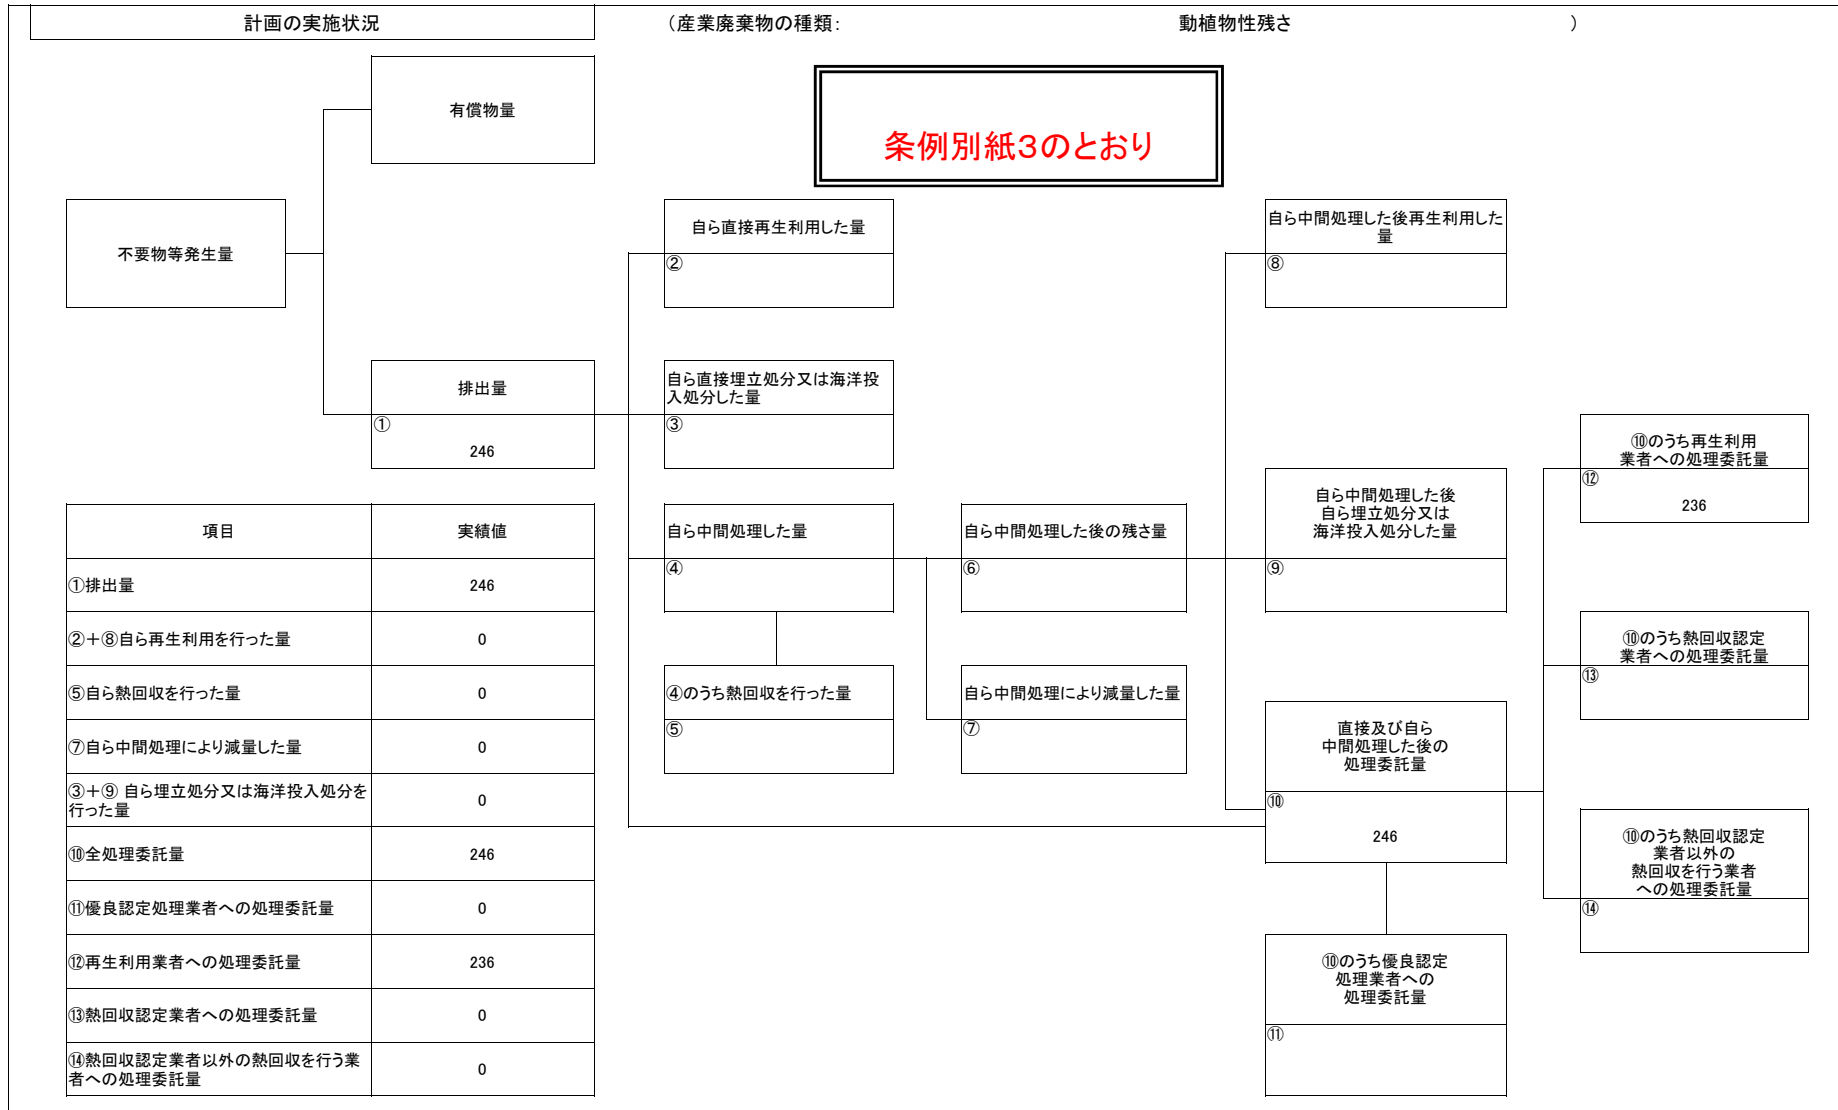 計画の実施状況
（産業廃棄物の種類： 動植物性残さ ）
有償物量
条例別紙3のとおり
不要物等発生量
自ら直接再生利用した量
②
自ら中間処理した後再生利用した
量
⑧
排出量
①
246
自ら直接埋立処分又は海洋投
入処分した量
③
⑩のうち再生利用
業者への処理委託量
⑫
236
自ら中間処理した量
④
自ら中間処理した後の残さ量
⑥
自ら中間処理した後
自ら埋立処分又は
海洋投入処分した量
⑨
⑩のうち熱回収認定
業者への処理委託量
⑬
④のうち熱回収を行った量
⑤
自ら中間処理により減量した量
⑦
直接及び自ら
中間処理した後の
処理委託量
⑩
246
⑩のうち熱回収認定
業者以外の
熱回収を行う業者
への処理委託量
⑭
⑩のうち優良認定
処理業者への
処理委託量
⑪
項目 実績値
①排出量 246
②＋⑧自ら再生利用を行った量 0
⑤自ら熱回収を行った量 0
⑦自ら中間処理により減量した量 0
③＋⑨ 自ら埋立処分又は海洋投入処分を
行った量 0
⑩全処理委託量 246
⑪優良認定処理業者への処理委託量 0
⑫再生利用業者への処理委託量 236
⑬熱回収認定業者への処理委託量 0
⑭熱回収認定業者以外の熱回収を行う業
者への処理委託量 0